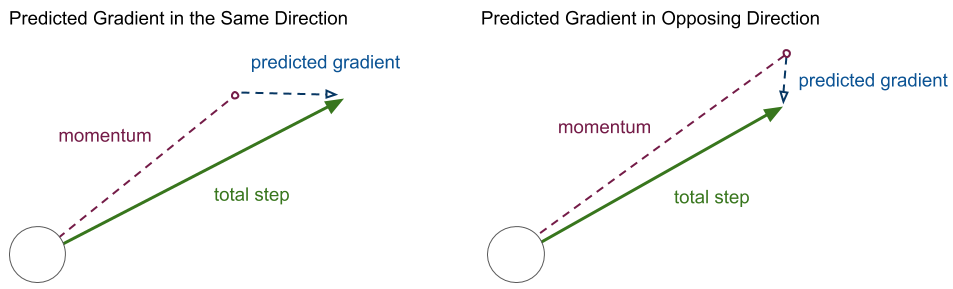 Predicted Gradient in the Same Direction
predicted gradient
momentum
total step
Predicted Gradient in Opposing Direction
predicted gradient
momentum
total step